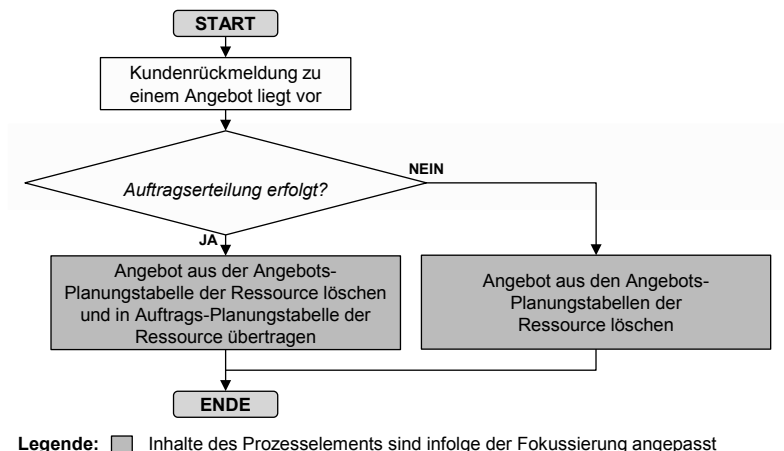 START
Kundenrückmeldung zu
einem Angebot liegt vor
Auftragserteilung erfolgt?
NEIN
JA
Angebot aus der Angebots-
Planungstabelle der Ressource löschen
und in Auftrags-Planungstabelle der
Ressource übertragen
Angebot aus den Angebots-
Planungstabellen der
Ressource löschen
ENDE
Legende: Inhalte des Prozesselements sind infolge der Fokussierung angepasst